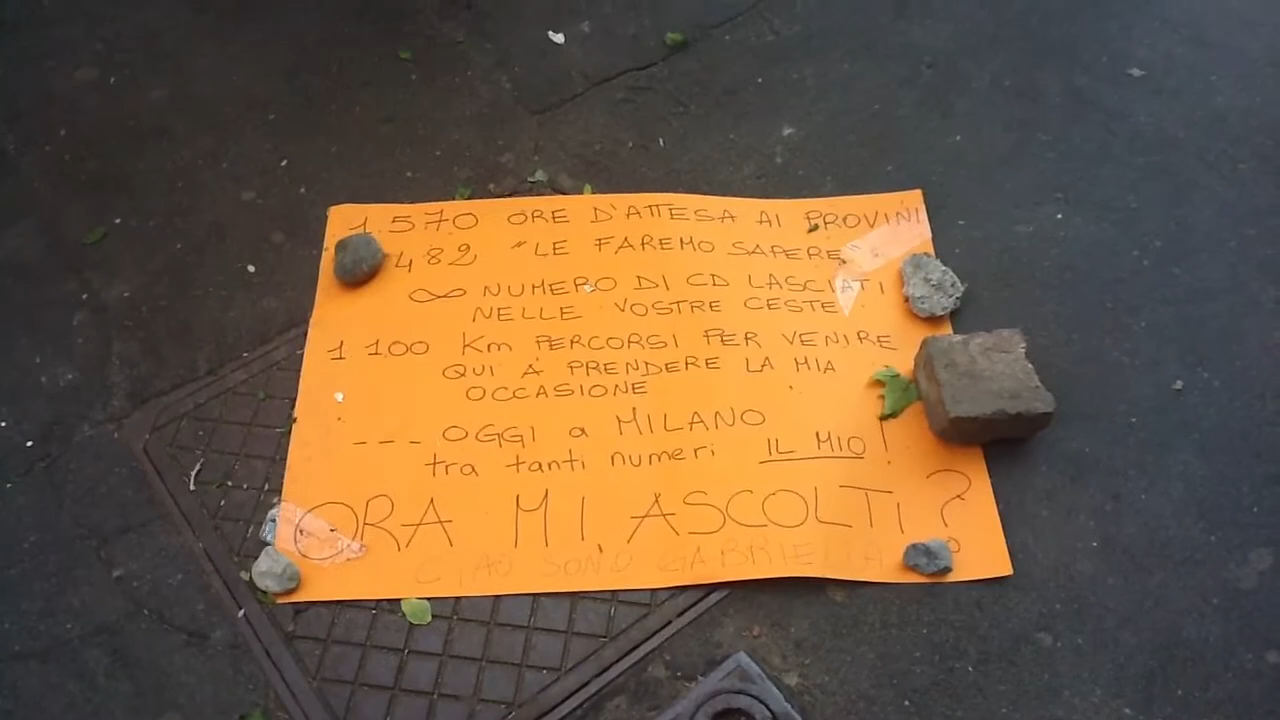 1.570 ORE D'ATTESA AI PROVINI
482 "LE FAREMO SAPERE"
∞ NUMERO DI CD LASCIATI
NELLE VOSTRE CESTE
1 100 Km PERCORSI PER VENIRE
QUI A PRENDERE LA MIA
OCCASIONE
--- OGGI a MILANO
tra tanti numeri IL MIO!
ORA MI ASCOLTI?
CIAO SONO GABRIELLA